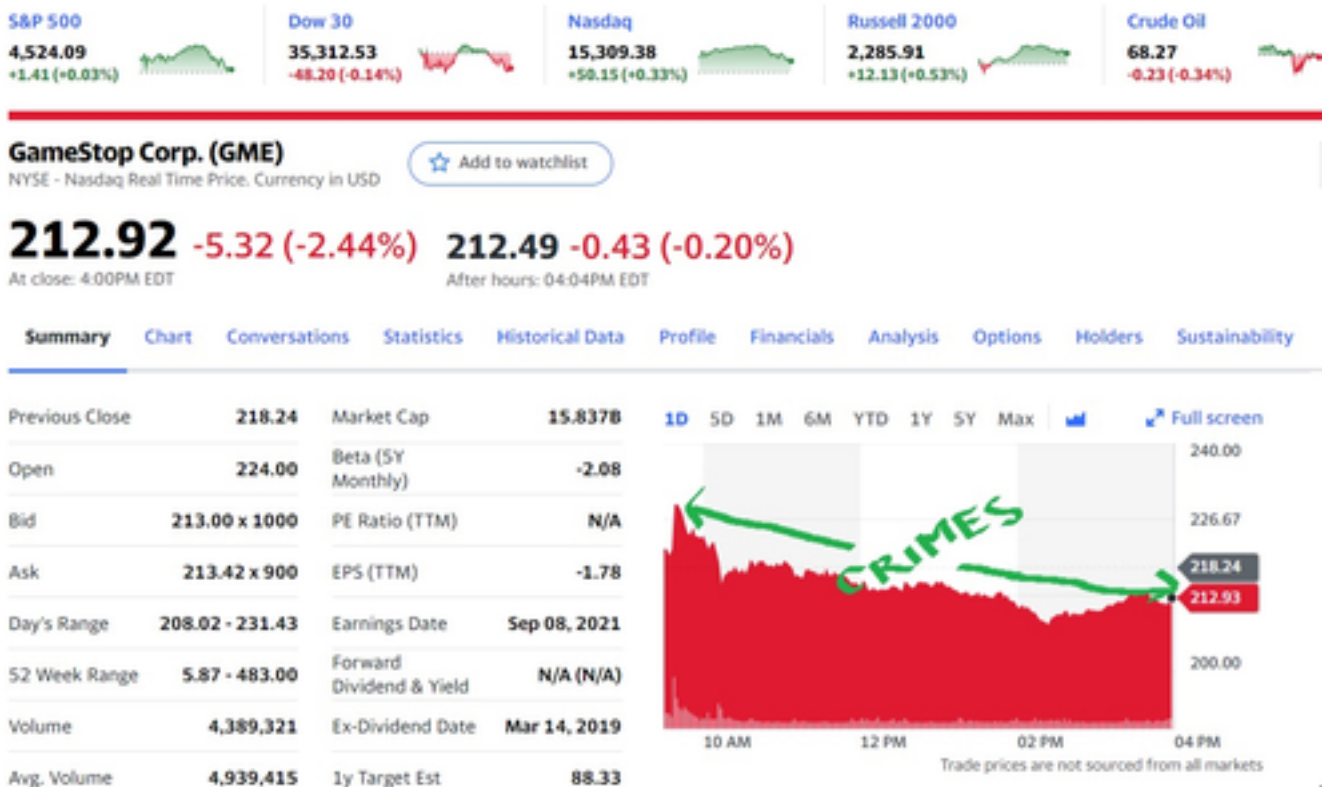 S&P 500 Dow 30 Nasdaq Russell 2000 Crude Oil
4,524.09 35,312.53 15,309.38 2,285.91 68.27
+1.41 (+0.03%) -48.20 (-0.14%) +50.15 (+0.33%) +12.13 (+0.53%) -0.23 (-0.34%)
GameStop Corp. (GME)
NYSE - Nasdaq Real Time Price. Currency in USD
Add to watchlist
212.92 -5.32 (-2.44%) 212.49 -0.43 (-0.20%)
At close: 4:00PM EDT After hours: 04:04PM EDT
Summary Chart Conversations Statistics Historical Data Profile Financials Analysis Options Holders Sustainability
Previous Close 218.24
Open 224.00
Bid 213.00 x 1000
Ask 213.42 x 900
Day's Range 208.02 - 231.43
52 Week Range 5.87 - 483.00
Volume 4,389,321
Avg. Volume 4,939,415
Market Cap 15.837B
Beta (5Y
Monthly) -2.08
PE Ratio (TTM) N/A
EPS (TTM) -1.78
Earnings Date Sep 08, 2021
Forward
Dividend & Yield N/A (N/A)
Ex-Dividend Date Mar 14, 2019
1y Target Est 88.33
1D 5D 1M 6M YTD 1Y 5Y Max Full screen
240.00
226.67
218.24
212.93
200.00
CRIMES
10 AM 12 PM 02 PM 04 PM
Trade prices are not sourced from all markets